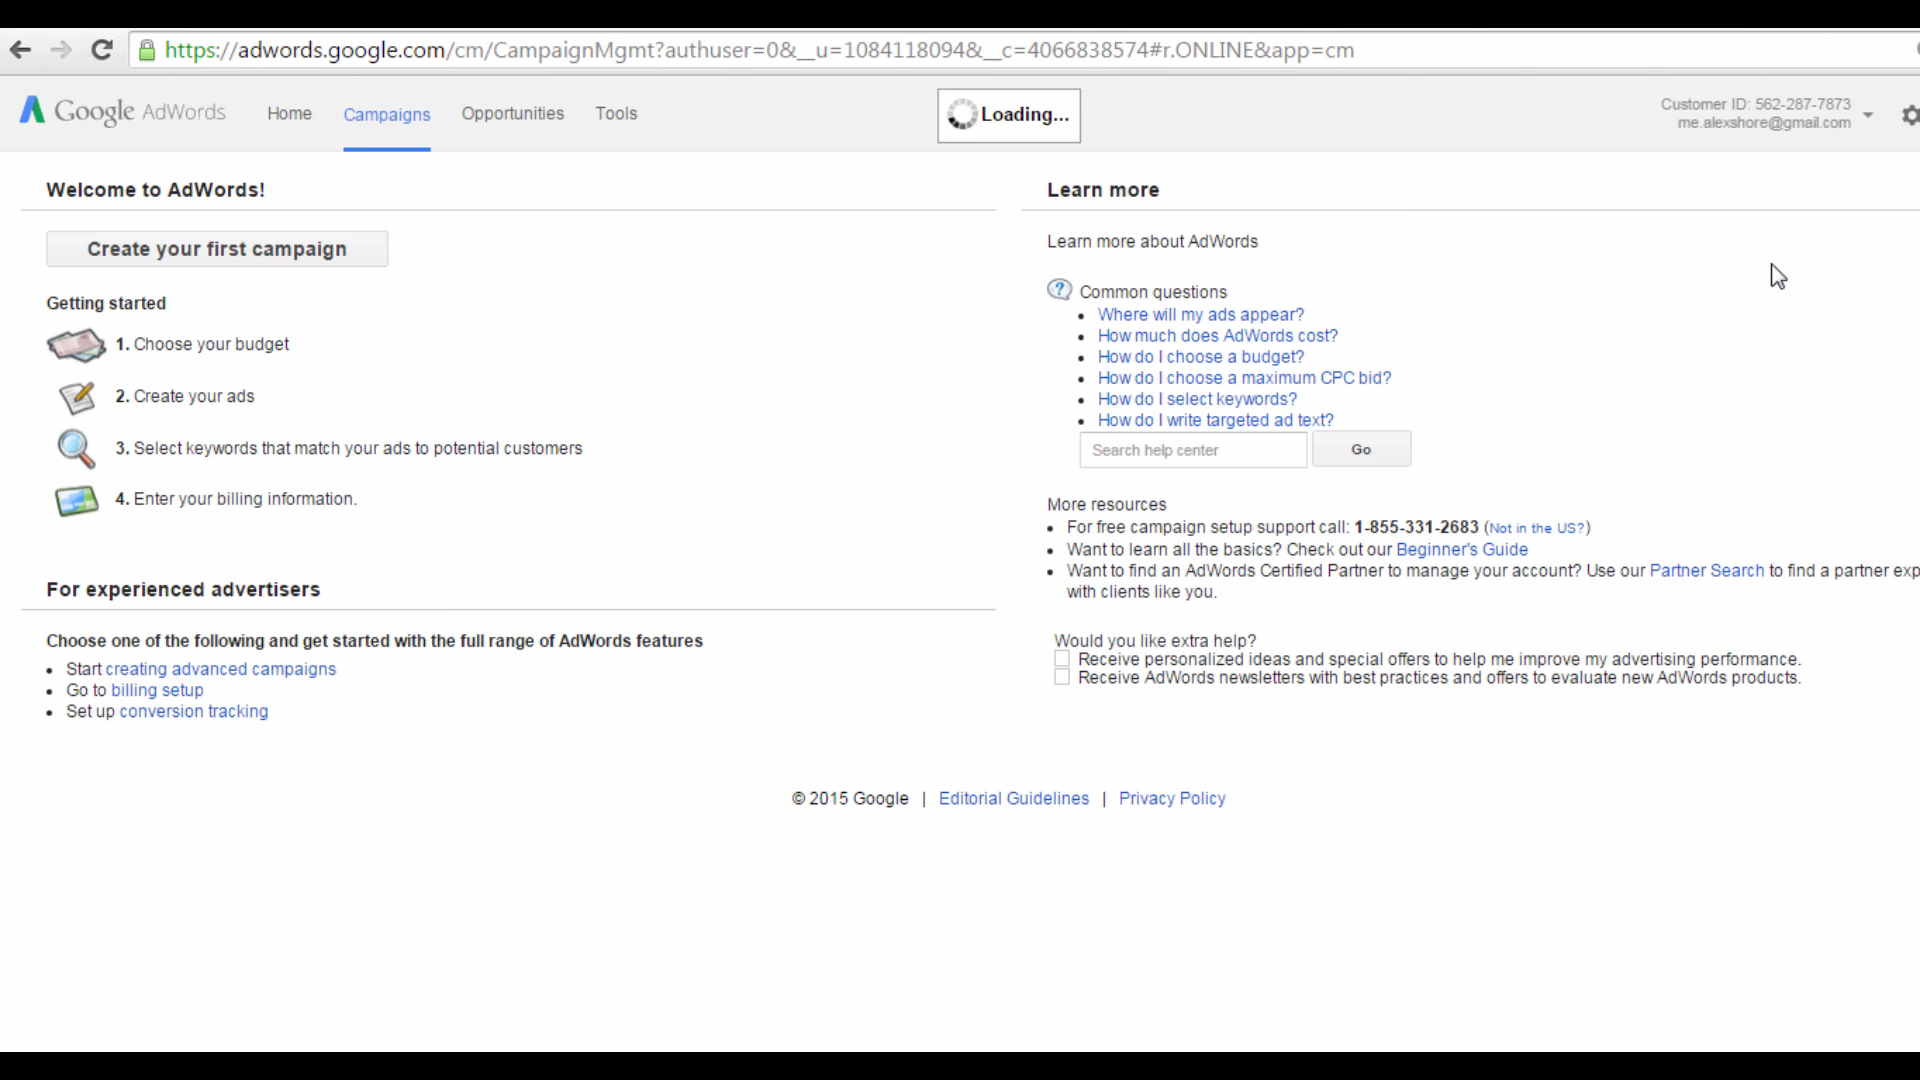 https://adwords.google.com/cm/CampaignMgmt?authuser=0&__u=1084118094&__c=4066838574#r.ONLINE&app=cm
Google AdWords
Home
Campaigns
Opportunities
Tools
Loading...
Customer ID: 562-287-7873
me.alexshore@gmail.com
Welcome to AdWords!
Create your first campaign
Getting started
1. Choose your budget
2. Create your ads
3. Select keywords that match your ads to potential customers
4. Enter your billing information.
For experienced advertisers
Choose one of the following and get started with the full range of AdWords features
• Start creating advanced campaigns
• Go to billing setup
• Set up conversion tracking
Learn more
Learn more about AdWords
? Common questions
• Where will my ads appear?
• How much does AdWords cost?
• How do I choose a budget?
• How do I choose a maximum CPC bid?
• How do I select keywords?
• How do I write targeted ad text?
Search help center
Go
More resources
• For free campaign setup support call: 1-855-331-2683 (Not in the US?)
• Want to learn all the basics? Check out our Beginner's Guide
• Want to find an AdWords Certified Partner to manage your account? Use our Partner Search to find a partner exp
with clients like you.
Would you like extra help?
Receive personalized ideas and special offers to help me improve my advertising performance.
Receive AdWords newsletters with best practices and offers to evaluate new AdWords products.
© 2015 Google | Editorial Guidelines | Privacy Policy